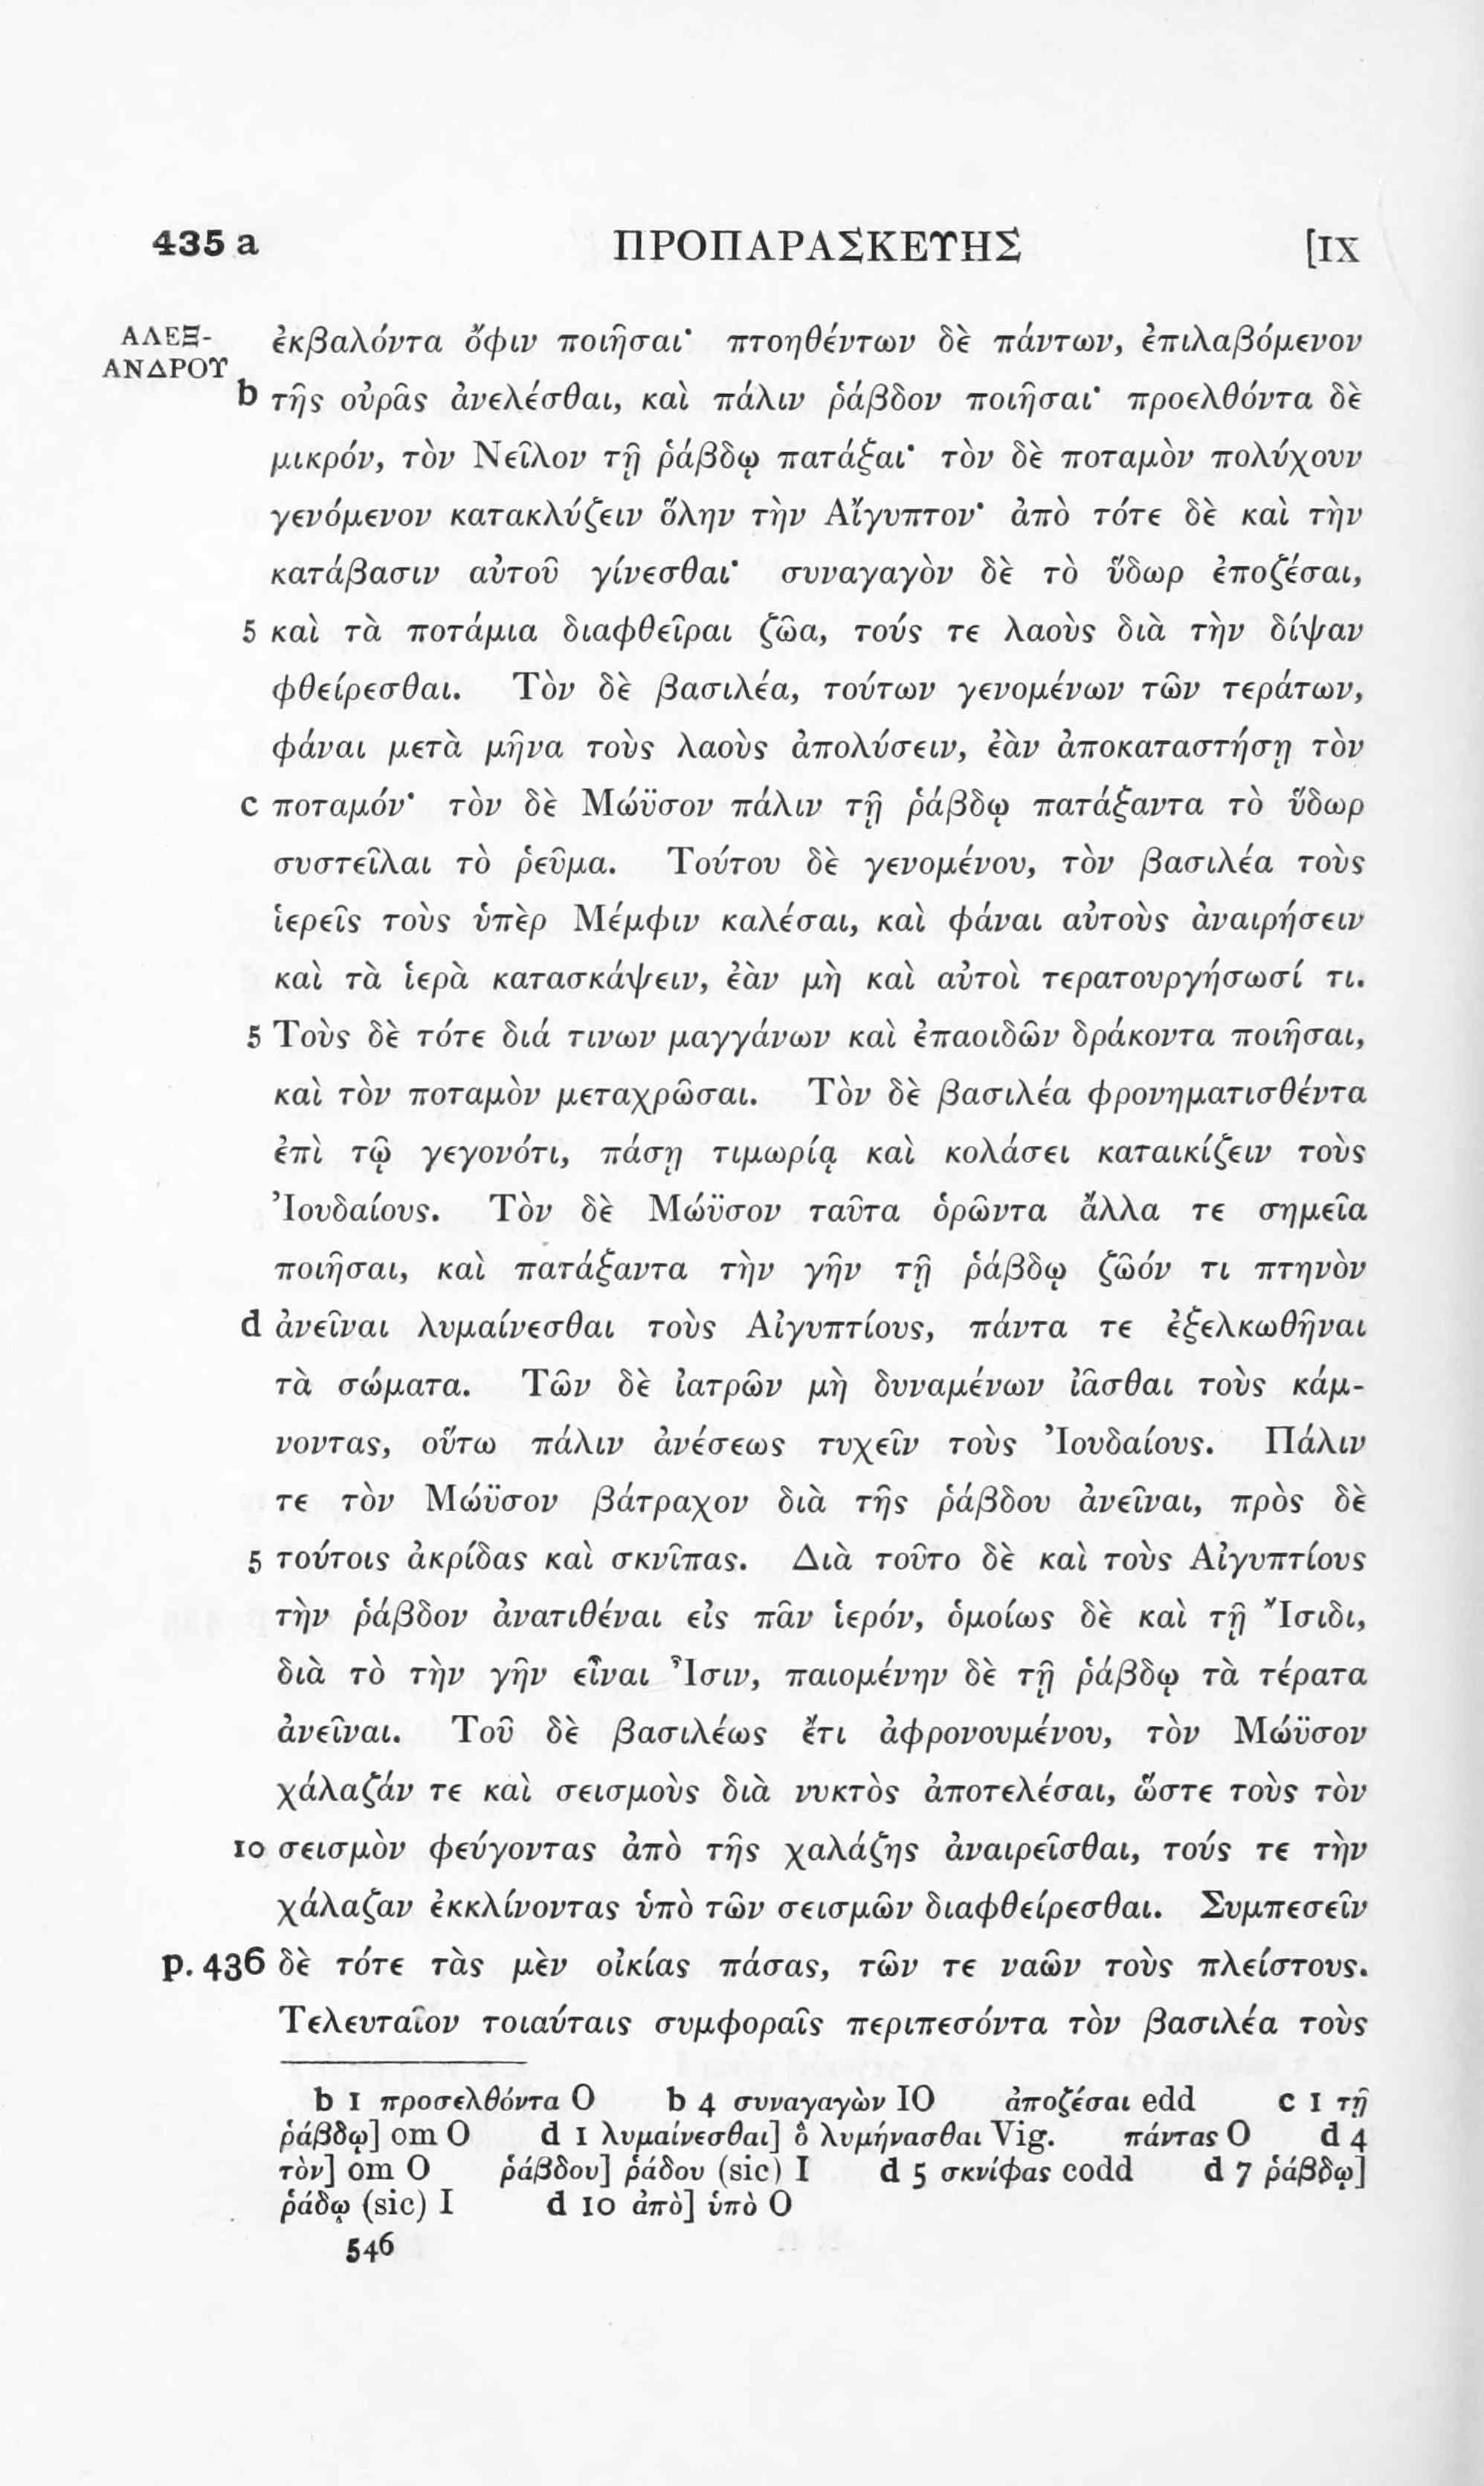 435 a ΠΡΟΠΑΡΑΣΚΕΥΗΣ [IX
ΑΛΕΞ- ἐκβαλόντα ὄφιν ποιῆσαι· πτοηθέντων δὲ πάντων, ἐπιλαβόμενον
ΑΝΔΡΟΥ
b τῆς οὐρᾶς ἀνελέσθαι, καὶ πάλιν ῥάβδον ποιῆσαι· προελθόντα δὲ
μικρόν, τὸν Νεῖλον τῇ ῥάβδῳ πατάξαι· τὸν δὲ ποταμὸν πολύχουν
γενόμενον κατακλύζειν ὅλην τὴν Αἴγυπτον· ἀπὸ τότε δὲ καὶ τὴν
κατάβασιν αὐτοῦ γίνεσθαι· συναγαγὸν δὲ τὸ ὕδωρ ἐποζέσαι,
5 καὶ τὰ ποτάμια διαφθεῖραι ζῶα, τούς τε λαοὺς διὰ τὴν δίψαν
φθείρεσθαι. Τὸν δὲ βασιλέα, τούτων γενομένων τῶν τεράτων,
φάναι μετὰ μῆνα τοὺς λαοὺς ἀπολύσειν, ἐὰν ἀποκαταστήσῃ τὸν
c ποταμόν· τὸν δὲ Μώϋσον πάλιν τῇ ῥάβδῳ πατάξαντα τὸ ὕδωρ
συστεῖλαι τὸ ῥεῦμα. Τούτου δὲ γενομένου, τὸν βασιλέα τοὺς
ἱερεῖς τοὺς ὑπὲρ Μέμφιν καλέσαι, καὶ φάναι αὐτοὺς ἀναιρήσειν
καὶ τὰ ἱερὰ κατασκάψειν, ἐὰν μὴ καὶ αὐτοὶ τερατουργήσωσί τι.
5 Τοὺς δὲ τότε διά τινων μαγγάνων καὶ ἐπαοιδῶν δράκοντα ποιῆσαι,
καὶ τὸν ποταμὸν μεταχρῶσαι. Τὸν δὲ βασιλέα φρονηματισθέντα
ἐπὶ τῷ γεγονότι, πάσῃ τιμωρίᾳ καὶ κολάσει καταικίζειν τοὺς
Ἰουδαίους. Τὸν δὲ Μώϋσον ταῦτα ὁρῶντα ἄλλα τε σημεῖα
ποιῆσαι, καὶ πατάξαντα τὴν γῆν τῇ ῥάβδῳ ζῶόν τι πτηνὸν
d ἀνεῖναι λυμαίνεσθαι τοὺς Αἰγυπτίους, πάντα τε ἐξελκωθῆναι
τὰ σώματα. Τῶν δὲ ἰατρῶν μὴ δυναμένων ἰᾶσθαι τοὺς κάμ-
νοντας, οὕτω πάλιν ἀνέσεως τυχεῖν τοὺς Ἰουδαίους. Πάλιν
τε τὸν Μώϋσον βάτραχον διὰ τῆς ῥάβδου ἀνεῖναι, πρὸς δὲ
5 τούτοις ἀκρίδας καὶ σκνῖπας. Διὰ τοῦτο δὲ καὶ τοὺς Αἰγυπτίους
τὴν ῥάβδον ἀνατιθέναι εἰς πᾶν ἱερόν, ὁμοίως δὲ καὶ τῇ Ἴσιδι,
διὰ τὸ τὴν γῆν εἶναι Ἶσιν, παιομένην δὲ τῇ ῥάβδῳ τὰ τέρατα
ἀνεῖναι. Τοῦ δὲ βασιλέως ἔτι ἀφρονουμένου, τὸν Μώϋσον
χάλαζάν τε καὶ σεισμοὺς διὰ νυκτὸς ἀποτελέσαι, ὥστε τοὺς τὸν
10 σεισμὸν φεύγοντας ἀπὸ τῆς χαλάζης ἀναιρεῖσθαι, τούς τε τὴν
χάλαζαν ἐκκλίνοντας ὑπὸ τῶν σεισμῶν διαφθείρεσθαι. Συμπεσεῖν
p. 436 δὲ τότε τὰς μὲν οἰκίας πάσας, τῶν τε ναῶν τοὺς πλείστους.
Τελευταῖον τοιαύταις συμφοραῖς περιπεσόντα τὸν βασιλέα τοὺς
b 1 προσελθόντα O b 4 συναγαγὼν IO ἀποζέσαι edd c 1 τῇ
ῥάβδῳ] om O d 1 λυμαίνεσθαι] ὃ λυμήνασθαι Vig. πάντας O d 4
τὸν] om O ῥάβδου] ῥάδου (sic) I d 5 σκνίφας codd d 7 ῥάβδῳ]
ῥάδῳ (sic) I d 10 ἀπὸ] ὑπὸ O
546